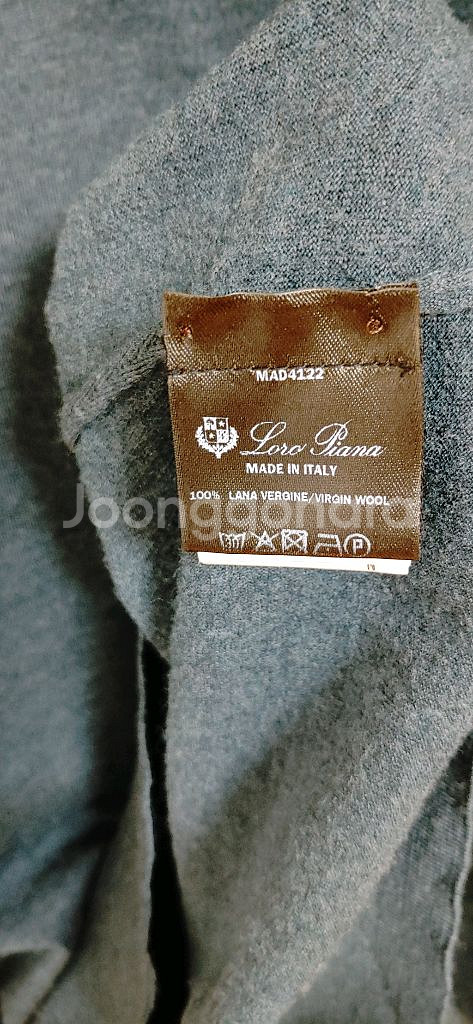 MAD4122
Loro Piana
MADE IN ITALY
100% LANA VERGINE/VIRGIN WOOL
Joonggonara
P